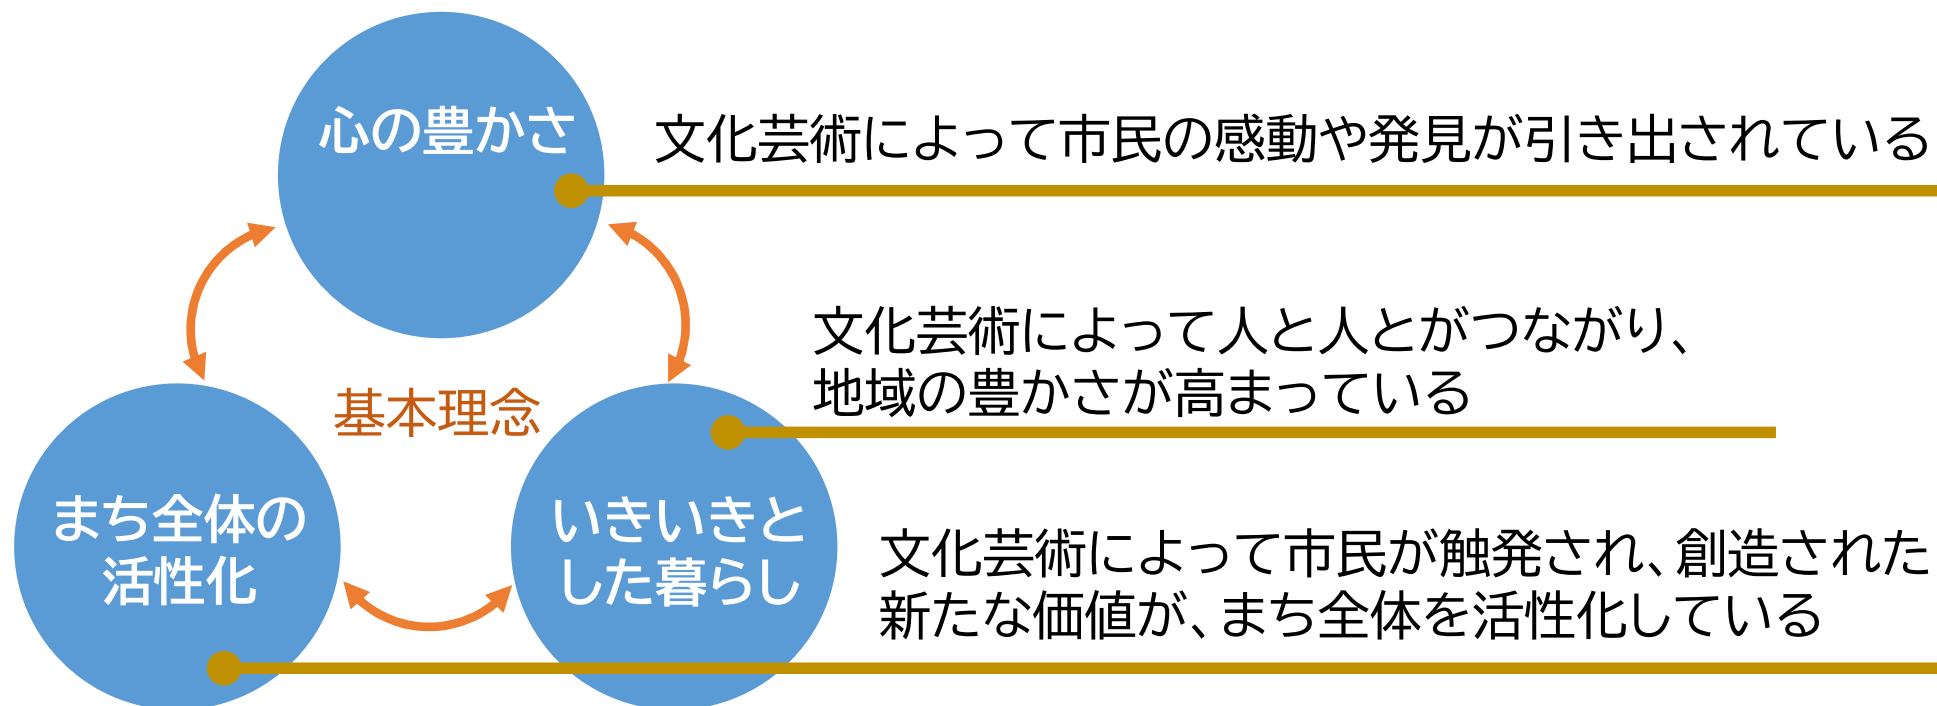 心の豊かさ
文化芸術によって市民の感動や発見が引き出されている
文化芸術によって人と人とがつながり、
地域の豊かさが高まっている
基本理念
まち全体の
活性化
いきいきと
した暮らし
文化芸術によって市民が触発され、創造された
新たな価値が、まち全体を活性化している